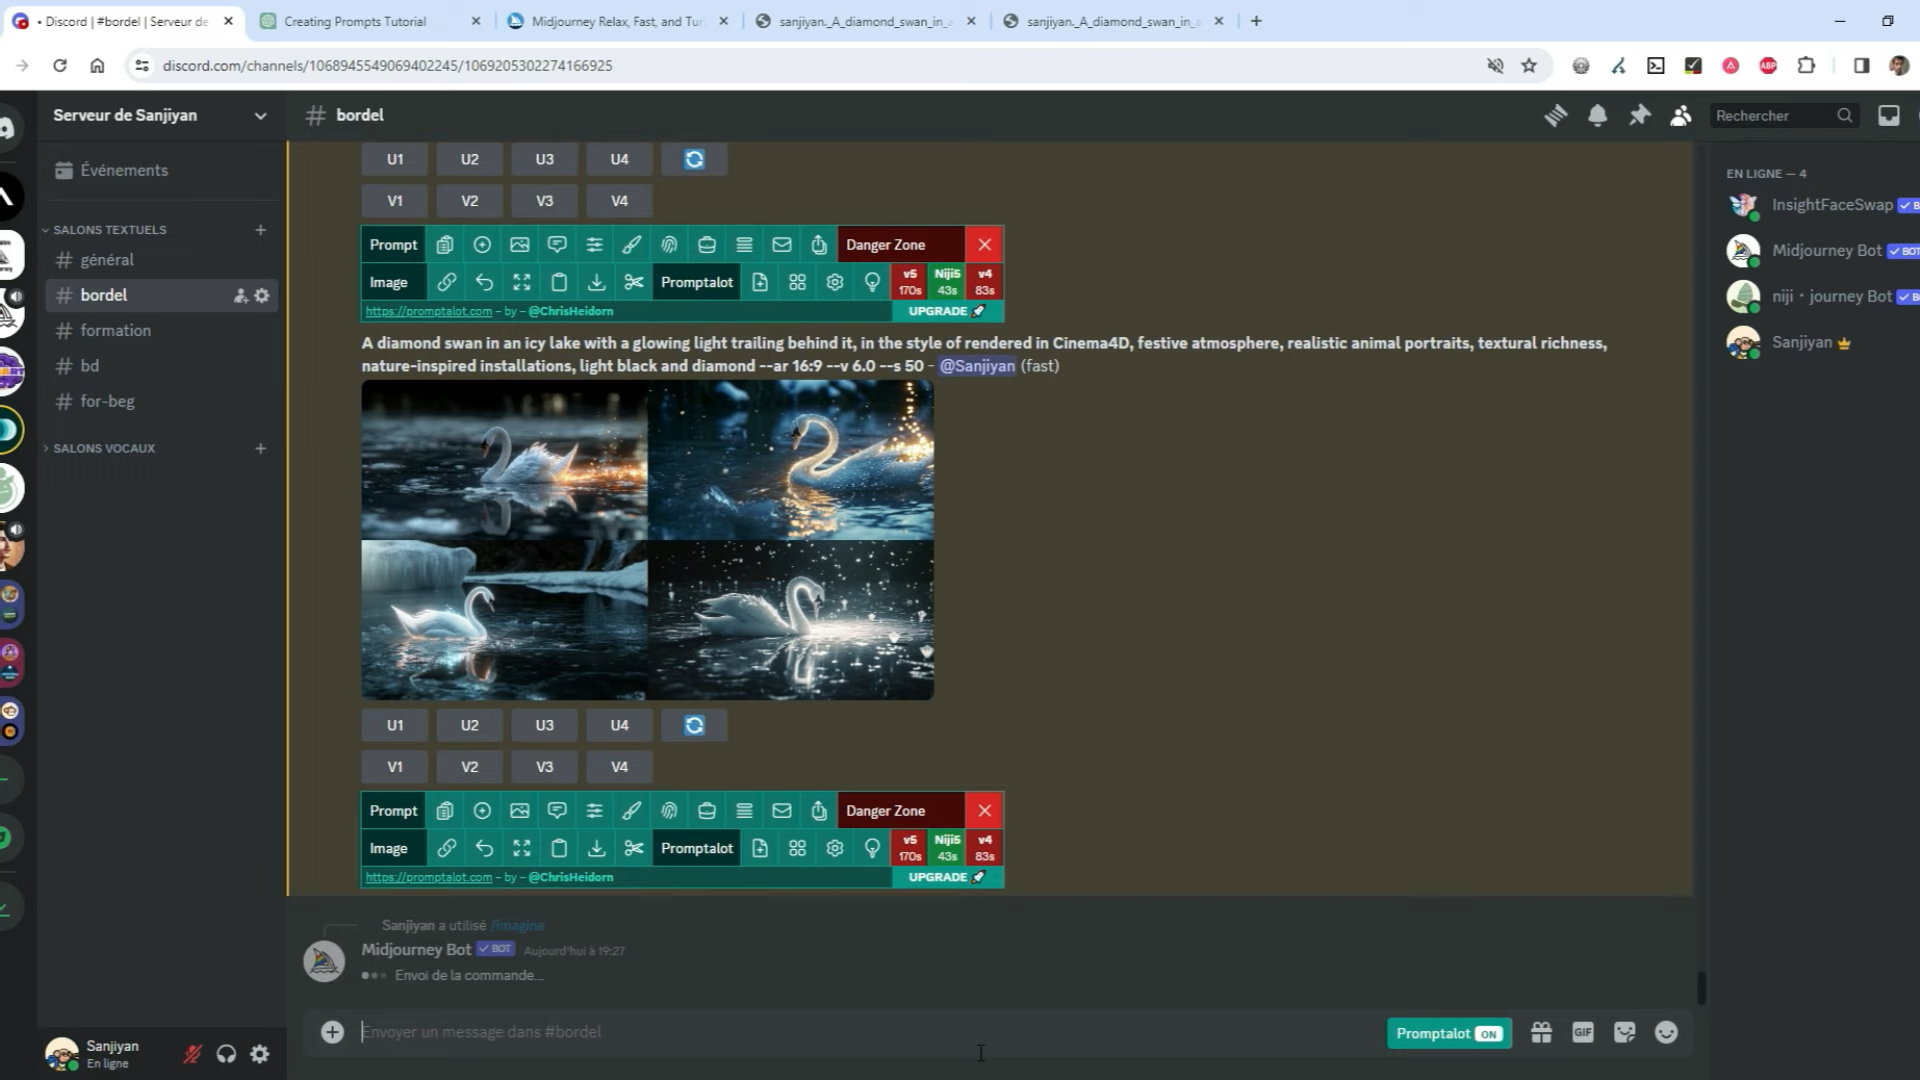 • Discord | #bordel | Serveur de
Creating Prompts Tutorial
Midjourney Relax, Fast, and Tur
sanjiyan._A_diamond_swan_in_a
sanjiyan._A_diamond_swan_in_a
discord.com/channels/1068945549069402245/1069205302274166925
ABP
Serveur de Sanjiyan
bordel
Rechercher
Événements
SALONS TEXTUELS
général
bordel
formation
bd
for-beg
SALONS VOCAUX
U1 U2 U3 U4
V1 V2 V3 V4
Prompt Danger Zone
Image Promptalot v5 170s Niji5 43s v4 83s
https://promptalot.com - by - @ChrisHeidorn UPGRADE
A diamond swan in an icy lake with a glowing light trailing behind it, in the style of rendered in Cinema4D, festive atmosphere, realistic animal portraits, textural richness,
nature-inspired installations, light black and diamond --ar 16:9 --v 6.0 --s 50 - @Sanjiyan (fast)
U1 U2 U3 U4
V1 V2 V3 V4
Prompt Danger Zone
Image Promptalot v5 170s Niji5 43s v4 83s
https://promptalot.com - by - @ChrisHeidorn UPGRADE
Sanjiyan a utilisé /imagine
Midjourney Bot BOT Aujourd'hui à 19:27
Envoi de la commande...
Envoyer un message dans #bordel
Promptalot ON
GIF
Sanjiyan
En ligne
EN LIGNE — 4
InsightFaceSwap
Midjourney Bot BOT
niji • journey Bot
Sanjiyan